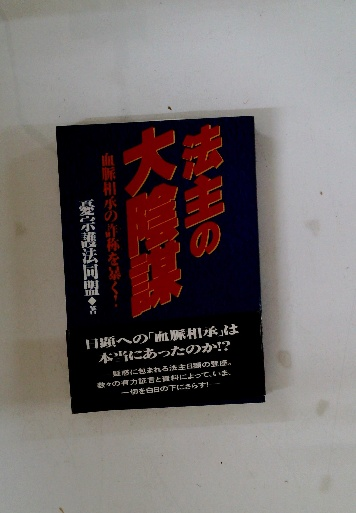 法主の
大陰謀
血脈相承の詐称を暴く!
憂宗護法同盟◆著
日顕への「血脈相承」は
本当にあったのか!?
疑惑に包まれる法主日顕の登座。
数々の有力証言と資料によって、いま、
一切を白日の下にさらす!